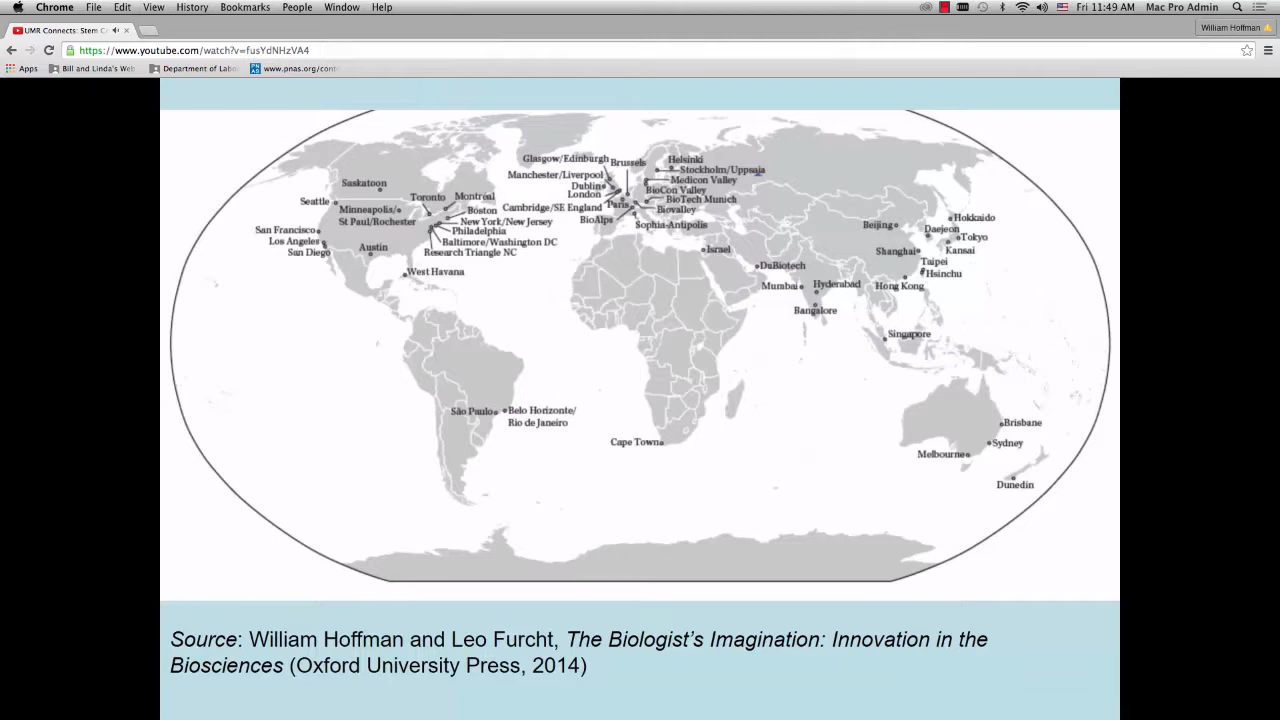 Chrome File Edit View History Bookmarks People Window Help Fri 11:49 AM Mac Pro Admin
UMR Connects: Stem C William Hoffman
https://www.youtube.com/watch?v=fusYdNHzVA4
Apps Bill and Linda's Web Department of Labo www.pnas.org/cont
Glasgow/Edinburgh
Brussels
Helsinki
Stockholm/Uppsala
Manchester/Liverpool
Medicon Valley
Dublin
BioCon Valley
London
BioTech Munich
Cambridge/SE England
Paris
Biovalley
BioAlps
Sophia-Antipolis
Saskatoon
Seattle
Toronto
Montréal
Minneapolis/
St Paul/Rochester
Boston
New York/New Jersey
San Francisco
Philadelphia
Los Angeles
Baltimore/Washington DC
San Diego
Austin
Research Triangle NC
West Havana
Israel
DuBiotech
Mumbai
Hyderabad
Bangalore
Beijing
Hokkaido
Daejeon
Tokyo
Shanghai
Kansai
Taipei
Hsinchu
Hong Kong
Singapore
São Paulo
Belo Horizonte/
Rio de Janeiro
Cape Town
Brisbane
Sydney
Melbourne
Dunedin
Source: William Hoffman and Leo Furcht, The Biologist's Imagination: Innovation in the
Biosciences (Oxford University Press, 2014)